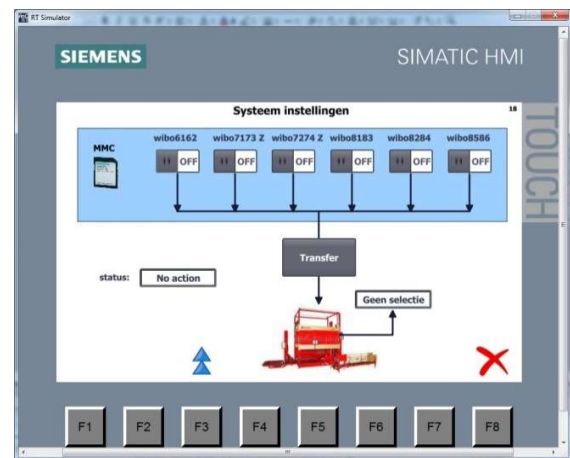 RT Simulator
SIEMENS
SIMATIC HMI
TOUCH
Systeem instellingen
18
MMC
wibo6162 wibo7173 Z wibo7274 Z wibo8183 wibo8284 wibo8586
OFF OFF OFF OFF OFF OFF
Transfer
status: No action
Geen selectie
F1 F2 F3 F4 F5 F6 F7 F8